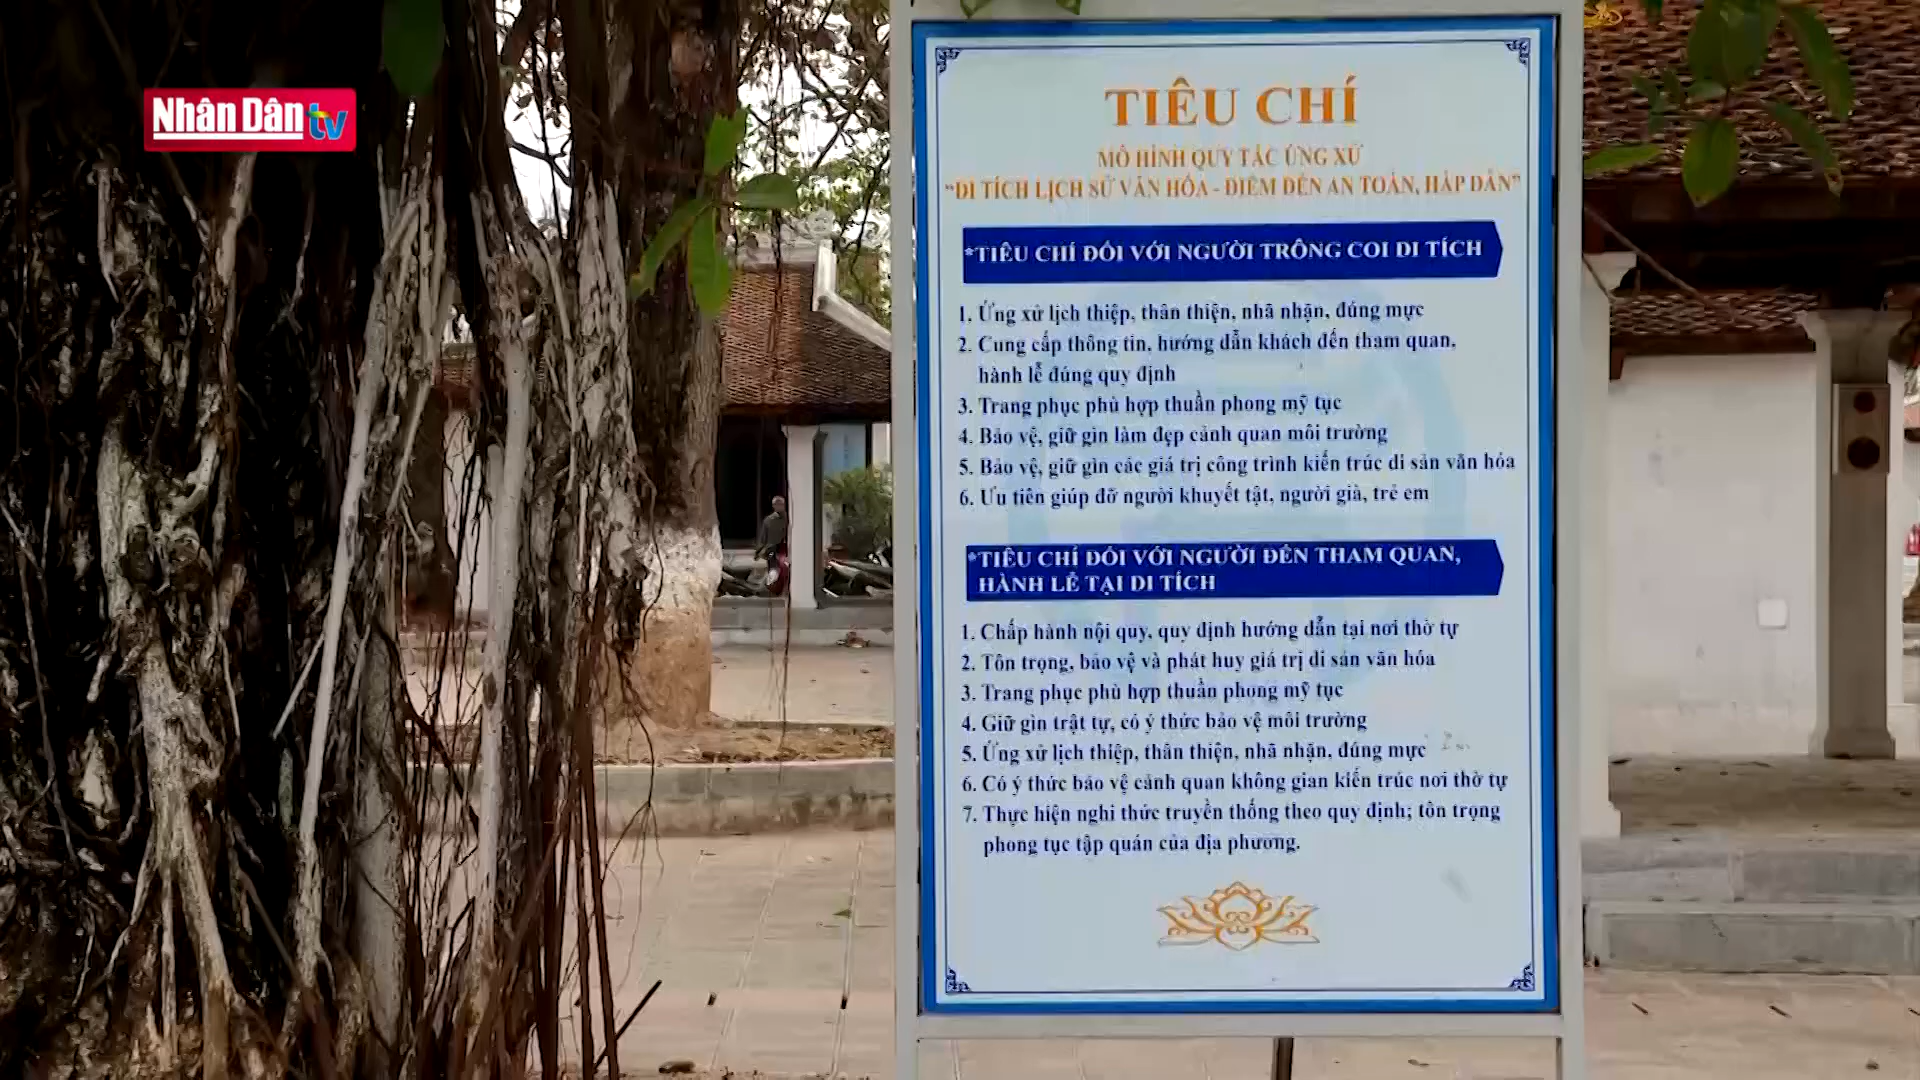 Nhân Dân tv
TIÊU CHÍ
MÔ HÌNH QUY TẮC ỨNG XỬ
“DI TÍCH LỊCH SỬ VĂN HÓA - ĐIỂM ĐẾN AN TOÀN, HẤP DẪN”
*TIÊU CHÍ ĐỐI VỚI NGƯỜI TRÔNG COI DI TÍCH
1. Ứng xử lịch thiệp, thân thiện, nhã nhặn, đúng mực
2. Cung cấp thông tin, hướng dẫn khách đến tham quan,
hành lễ đúng quy định
3. Trang phục phù hợp thuần phong mỹ tục
4. Bảo vệ, giữ gìn làm đẹp cảnh quan môi trường
5. Bảo vệ, giữ gìn các giá trị công trình kiến trúc di sản văn hóa
6. Ưu tiên giúp đỡ người khuyết tật, người già, trẻ em
*TIÊU CHÍ ĐỐI VỚI NGƯỜI ĐẾN THAM QUAN,
HÀNH LỄ TẠI DI TÍCH
1. Chấp hành nội quy, quy định hướng dẫn tại nơi thờ tự
2. Tôn trọng, bảo vệ và phát huy giá trị di sản văn hóa
3. Trang phục phù hợp thuần phong mỹ tục
4. Giữ gìn trật tự, có ý thức bảo vệ môi trường
5. Ứng xử lịch thiệp, thân thiện, nhã nhặn, đúng mực
6. Có ý thức bảo vệ cảnh quan không gian kiến trúc nơi thờ tự
7. Thực hiện nghi thức truyền thống theo quy định; tôn trọng
phong tục tập quán của địa phương.